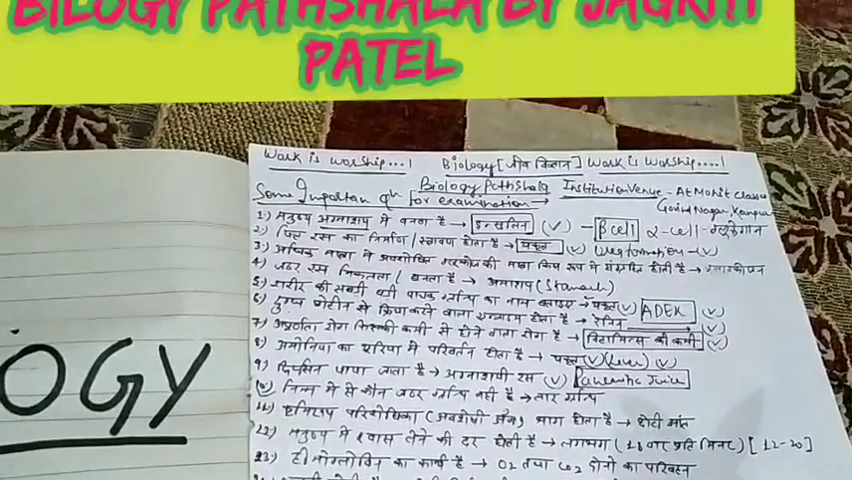 BILOGY PATHSHALA BY JAGRITI
PATEL
OGY
Work is worship...! Biology [जीव विज्ञान] Work is worship....!
Biology Pathshala Institution Venue - At Mohit Classes
Govind Nagar, Kanpur
Some Importan qn for examination →
1) मनुष्य अग्नाशय में बनता है → इन्सुलिन (V) - β cell α-cell-ग्लूकेगान
2) पित्त रस का निर्माण/स्त्रावण होता है → यकृत (V) Urea formation-(V)
3) अधिक मात्रा में अवशोषित ग्लूकोज की मात्रा किस रूप में संग्रहित होती है → ग्लाइकोजन
4) जठर रस निकलता / बनता है → आमाशय (Stomach)
5) शरीर की सबसे बड़ी पाचक ग्रन्थि का नाम बताइए → यकृत (V) ADEK (V)
6) दुग्ध प्रोटीन से क्रिया करने वाला एन्जाइम होता है → रेनिन (V)
7) अपूर्णता रोग जिसकी कमी से होने वाला रोग है → विटामिनस की कमी (V)
8) अमोनिया का यूरिया में परिवर्तन होता है → यकृत (V) (Liver) (V)
9) ट्रिप्सिन पाया जाता है → अग्नाशयी रस (V) Pancreatic Juice
10) निम्न में से कौन जठर ग्रन्थि नहीं है → लार ग्रन्थि
11) कृमिरूप परिशेषिका (अवशेषी अंग) भाग होता है → छोटी आंत
12) मनुष्य में श्वास लेने की दर होती है → लगभग (18 बार प्रति मिनट) [12-20]
13) हीमोग्लोबिन का कार्य है → O2 तथा CO2 दोनों का परिवहन